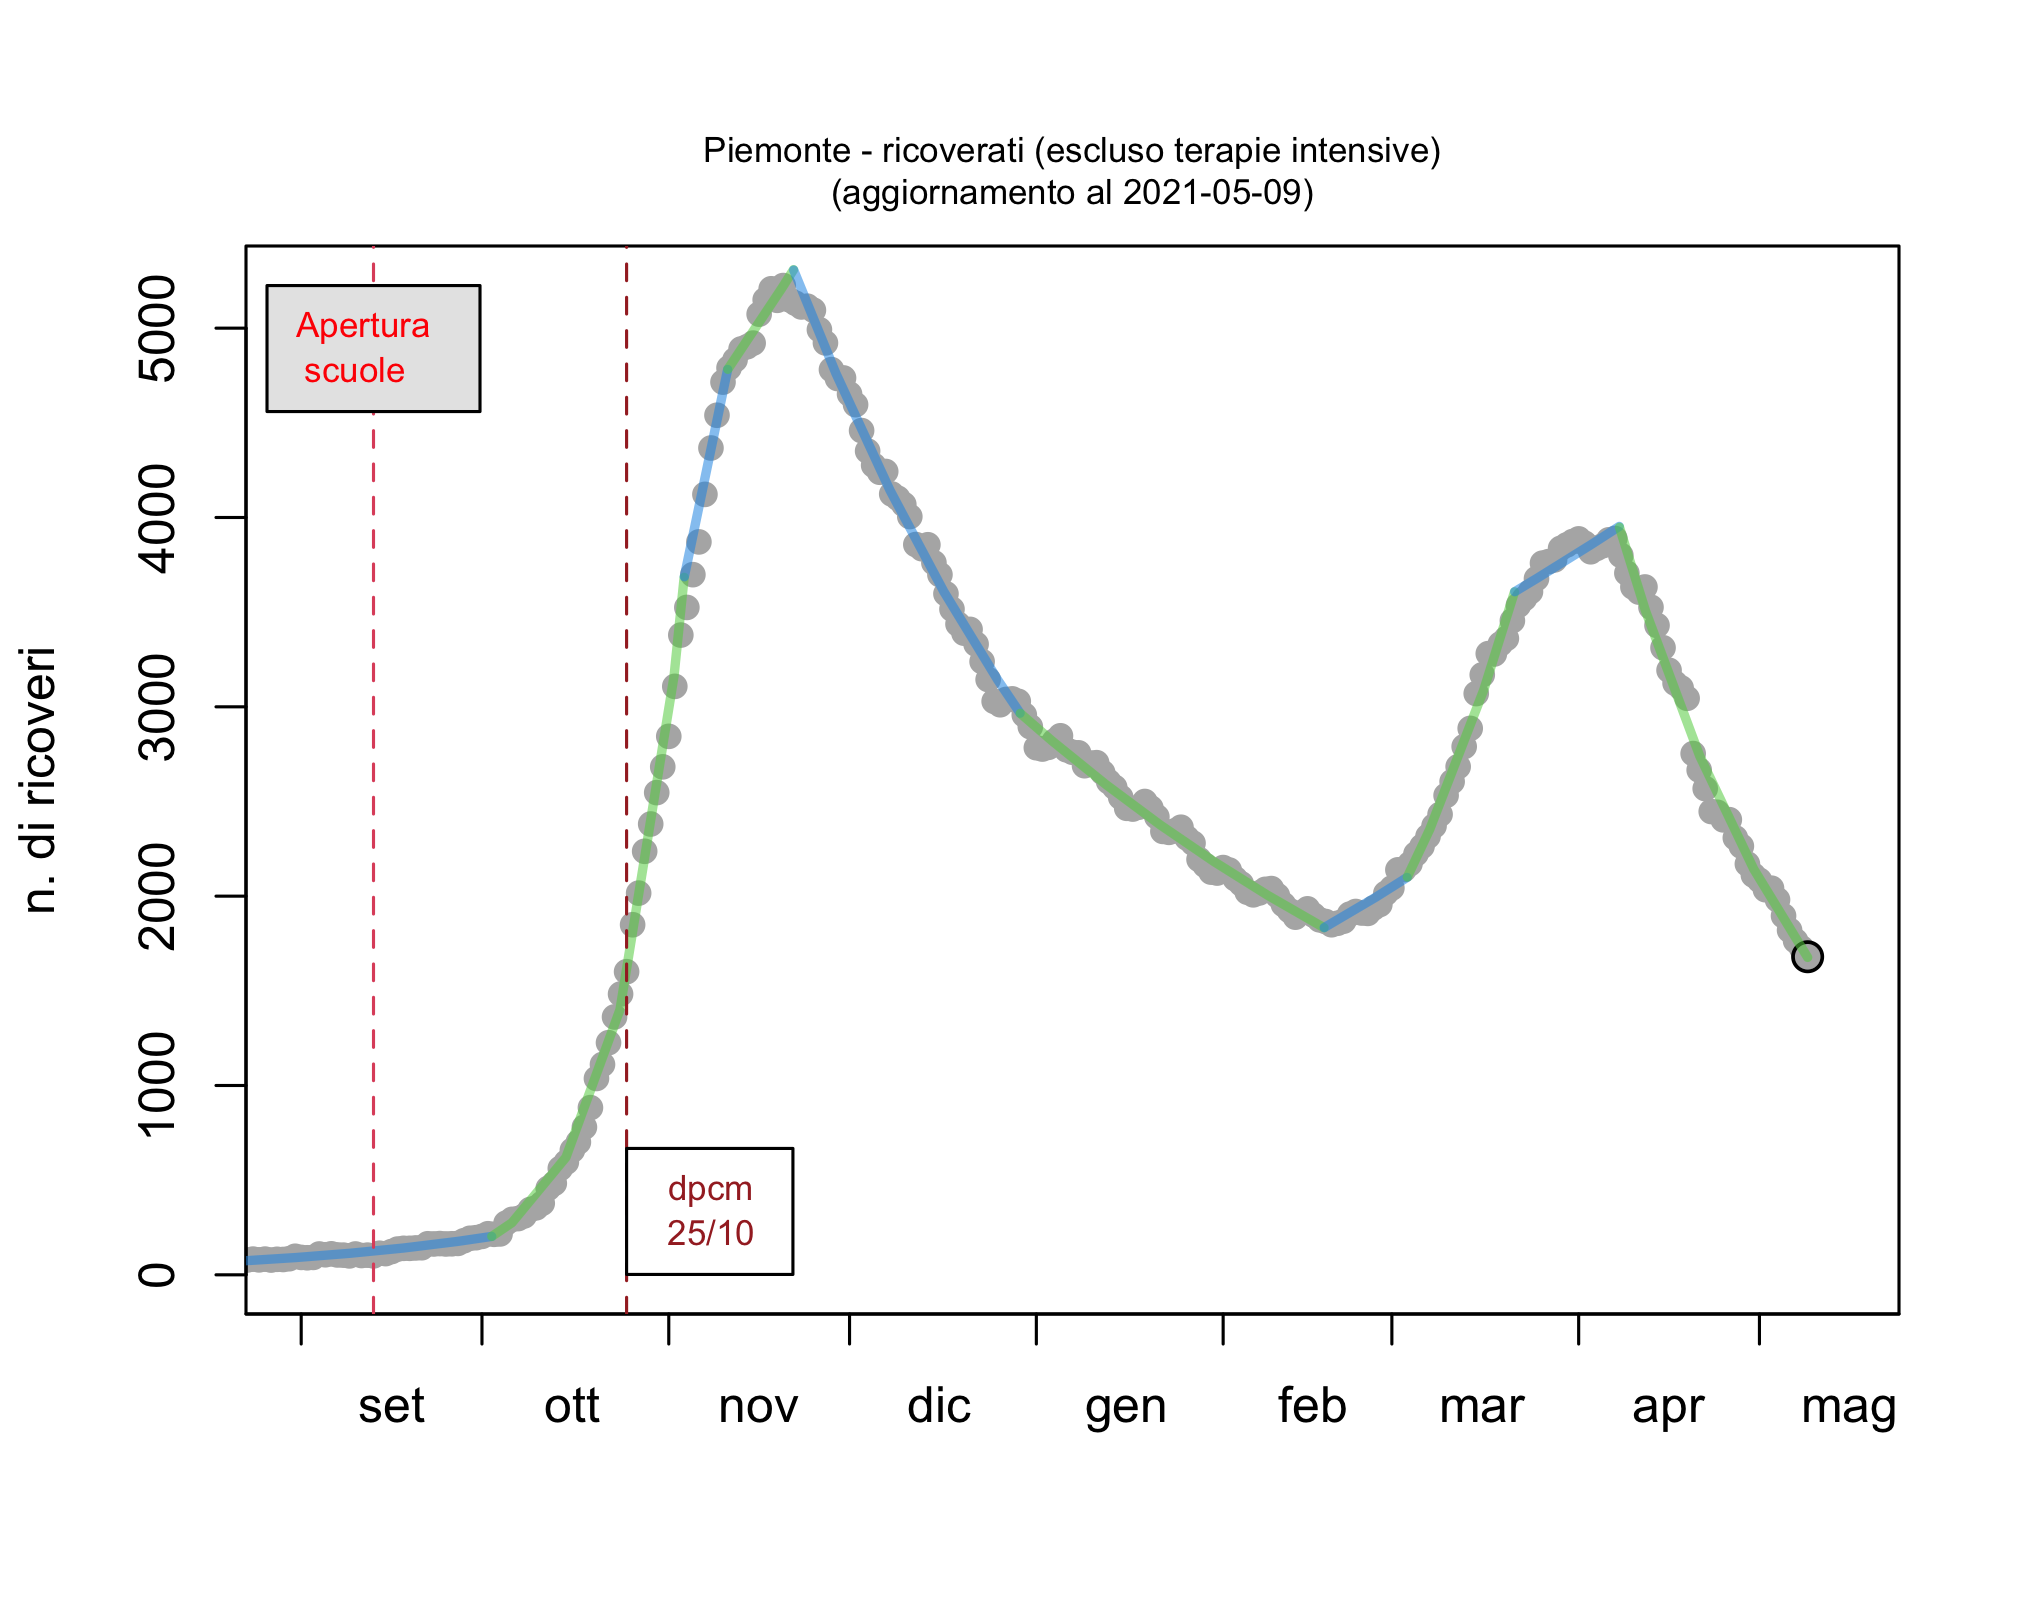 Piemonte - ricoverati (escluso terapie intensive)
(aggiornamento al 2021-05-09)
n. di ricoveri
5000
4000
3000
2000
1000
0
Apertura
scuole
dpcm
25/10
set ott nov dic gen feb mar apr mag